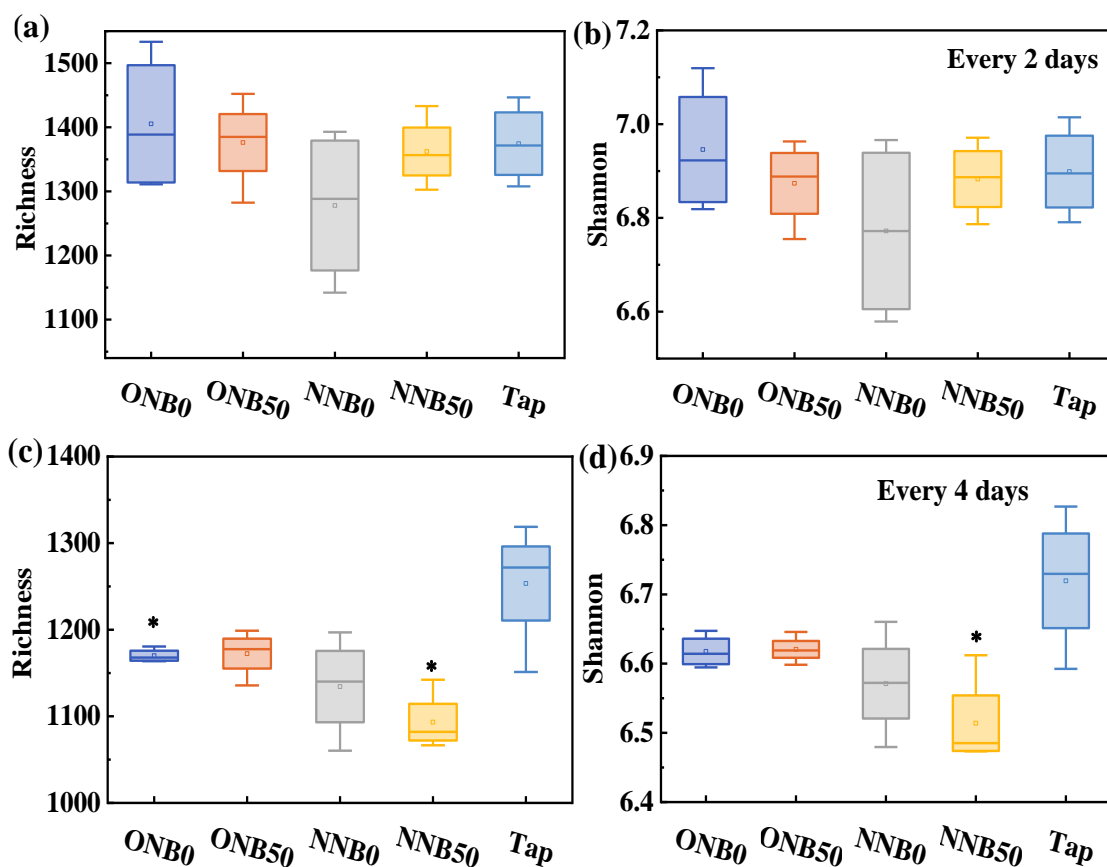 (a)
Richness
1500
1400
1300
1200
1100
ONB0 ONB50 NNB0 NNB50 Tap
(b)
Every 2 days
Shannon
7.2
7.0
6.8
6.6
ONB0 ONB50 NNB0 NNB50 Tap
(c)
Richness
1400
1300
1200
1100
1000
* *
ONB0 ONB50 NNB0 NNB50 Tap
(d)
Every 4 days
Shannon
6.9
6.8
6.7
6.6
6.5
6.4
*
ONB0 ONB50 NNB0 NNB50 Tap